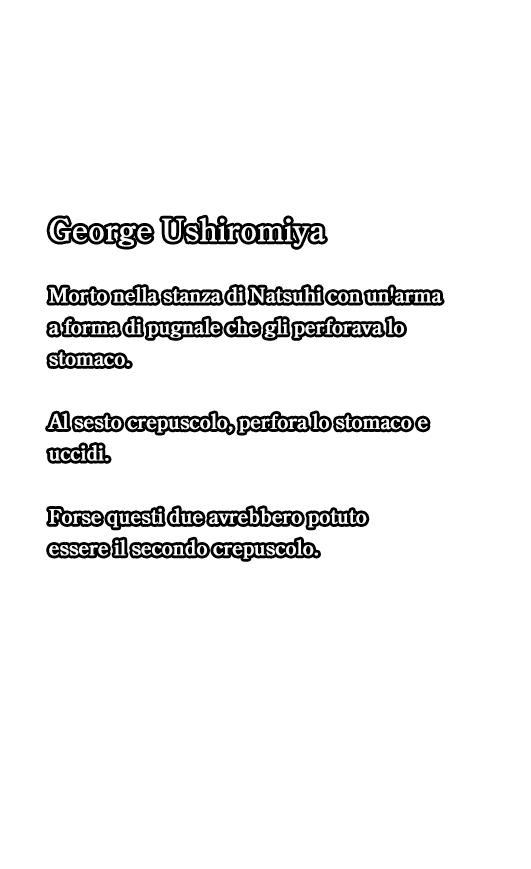 George Ushiromiya
Morto nella stanza di Natsuhi con un'arma
a forma di pugnale che gli perforava lo
stomaco.
Al sesto crepuscolo, perfora lo stomaco e
uccidi.
Forse questi due avrebbero potuto
essere il secondo crepuscolo.